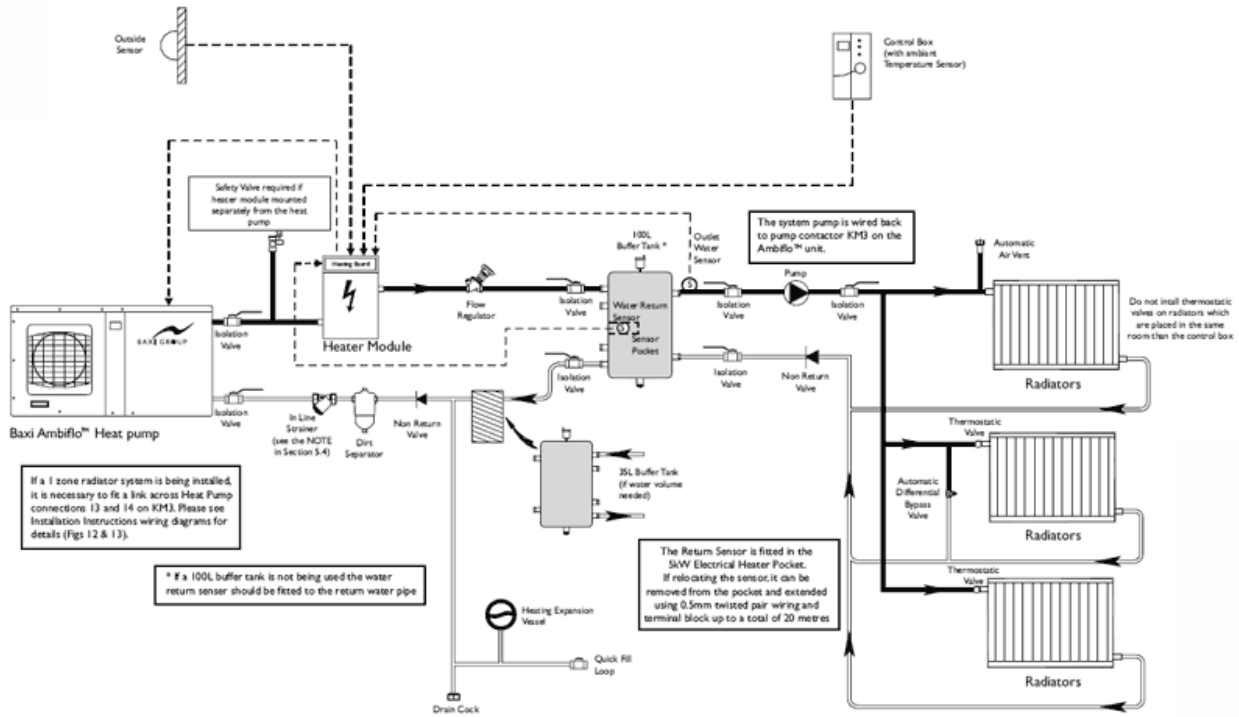 Outside
Sensor
Control Box
(with ambiant
Temperature Sensor)
Safety Valve required if
heater module mounted
separately from the heat
pump
The system pump is wired back
to pump contactor KM3 on the
Ambiflo™ unit.
100L
Buffer Tank *
Outlet
Water
Sensor
Automatic
Air Vent
Heating Board
Pump
Isolation
Valve
Flow
Regulator
Isolation
Valve
Isolation
Valve
Isolation
Valve
Water Return
Sensor
S
S
Sensor
Pocket
Do not intall thermostatic
valves on radiators which
are placed in the same
room than the control box
BAXI GROUP
Heater Module
Isolation
Valve
Isolation
Valve
Non Return
Valve
Radiators
Baxi Ambiflo™ Heat pump
Isolation
Valve
In Line
Strainer
(see the NOTE
in Section 5.4)
Dirt
Separator
Non Return
Valve
Thermostatic
Valve
35L Buffer Tank
(if water volume
needed)
Automatic
Differential
Bypass
Valve
Radiators
If a 1 zone radiator system is being installed,
it is necessary to fit a link across Heat Pump
connections 13 and 14 on KM3. Please see
Installation Instructions wiring diagrams for
details (Figs 12 & 13).
* If a 100L buffer tank is not being used the water
return senser should be fitted to the return water pipe
The Return Sensor is fitted in the
5kW Electrical Heater Pocket.
If relocating the sensor, it can be
removed from the pocket and extended
using 0.5mm twisted pair wiring and
terminal block up to a total of 20 metres
Thermostatic
Valve
Heating Expansion
Vessel
Quick Fill
Loop
Drain Cock
Radiators